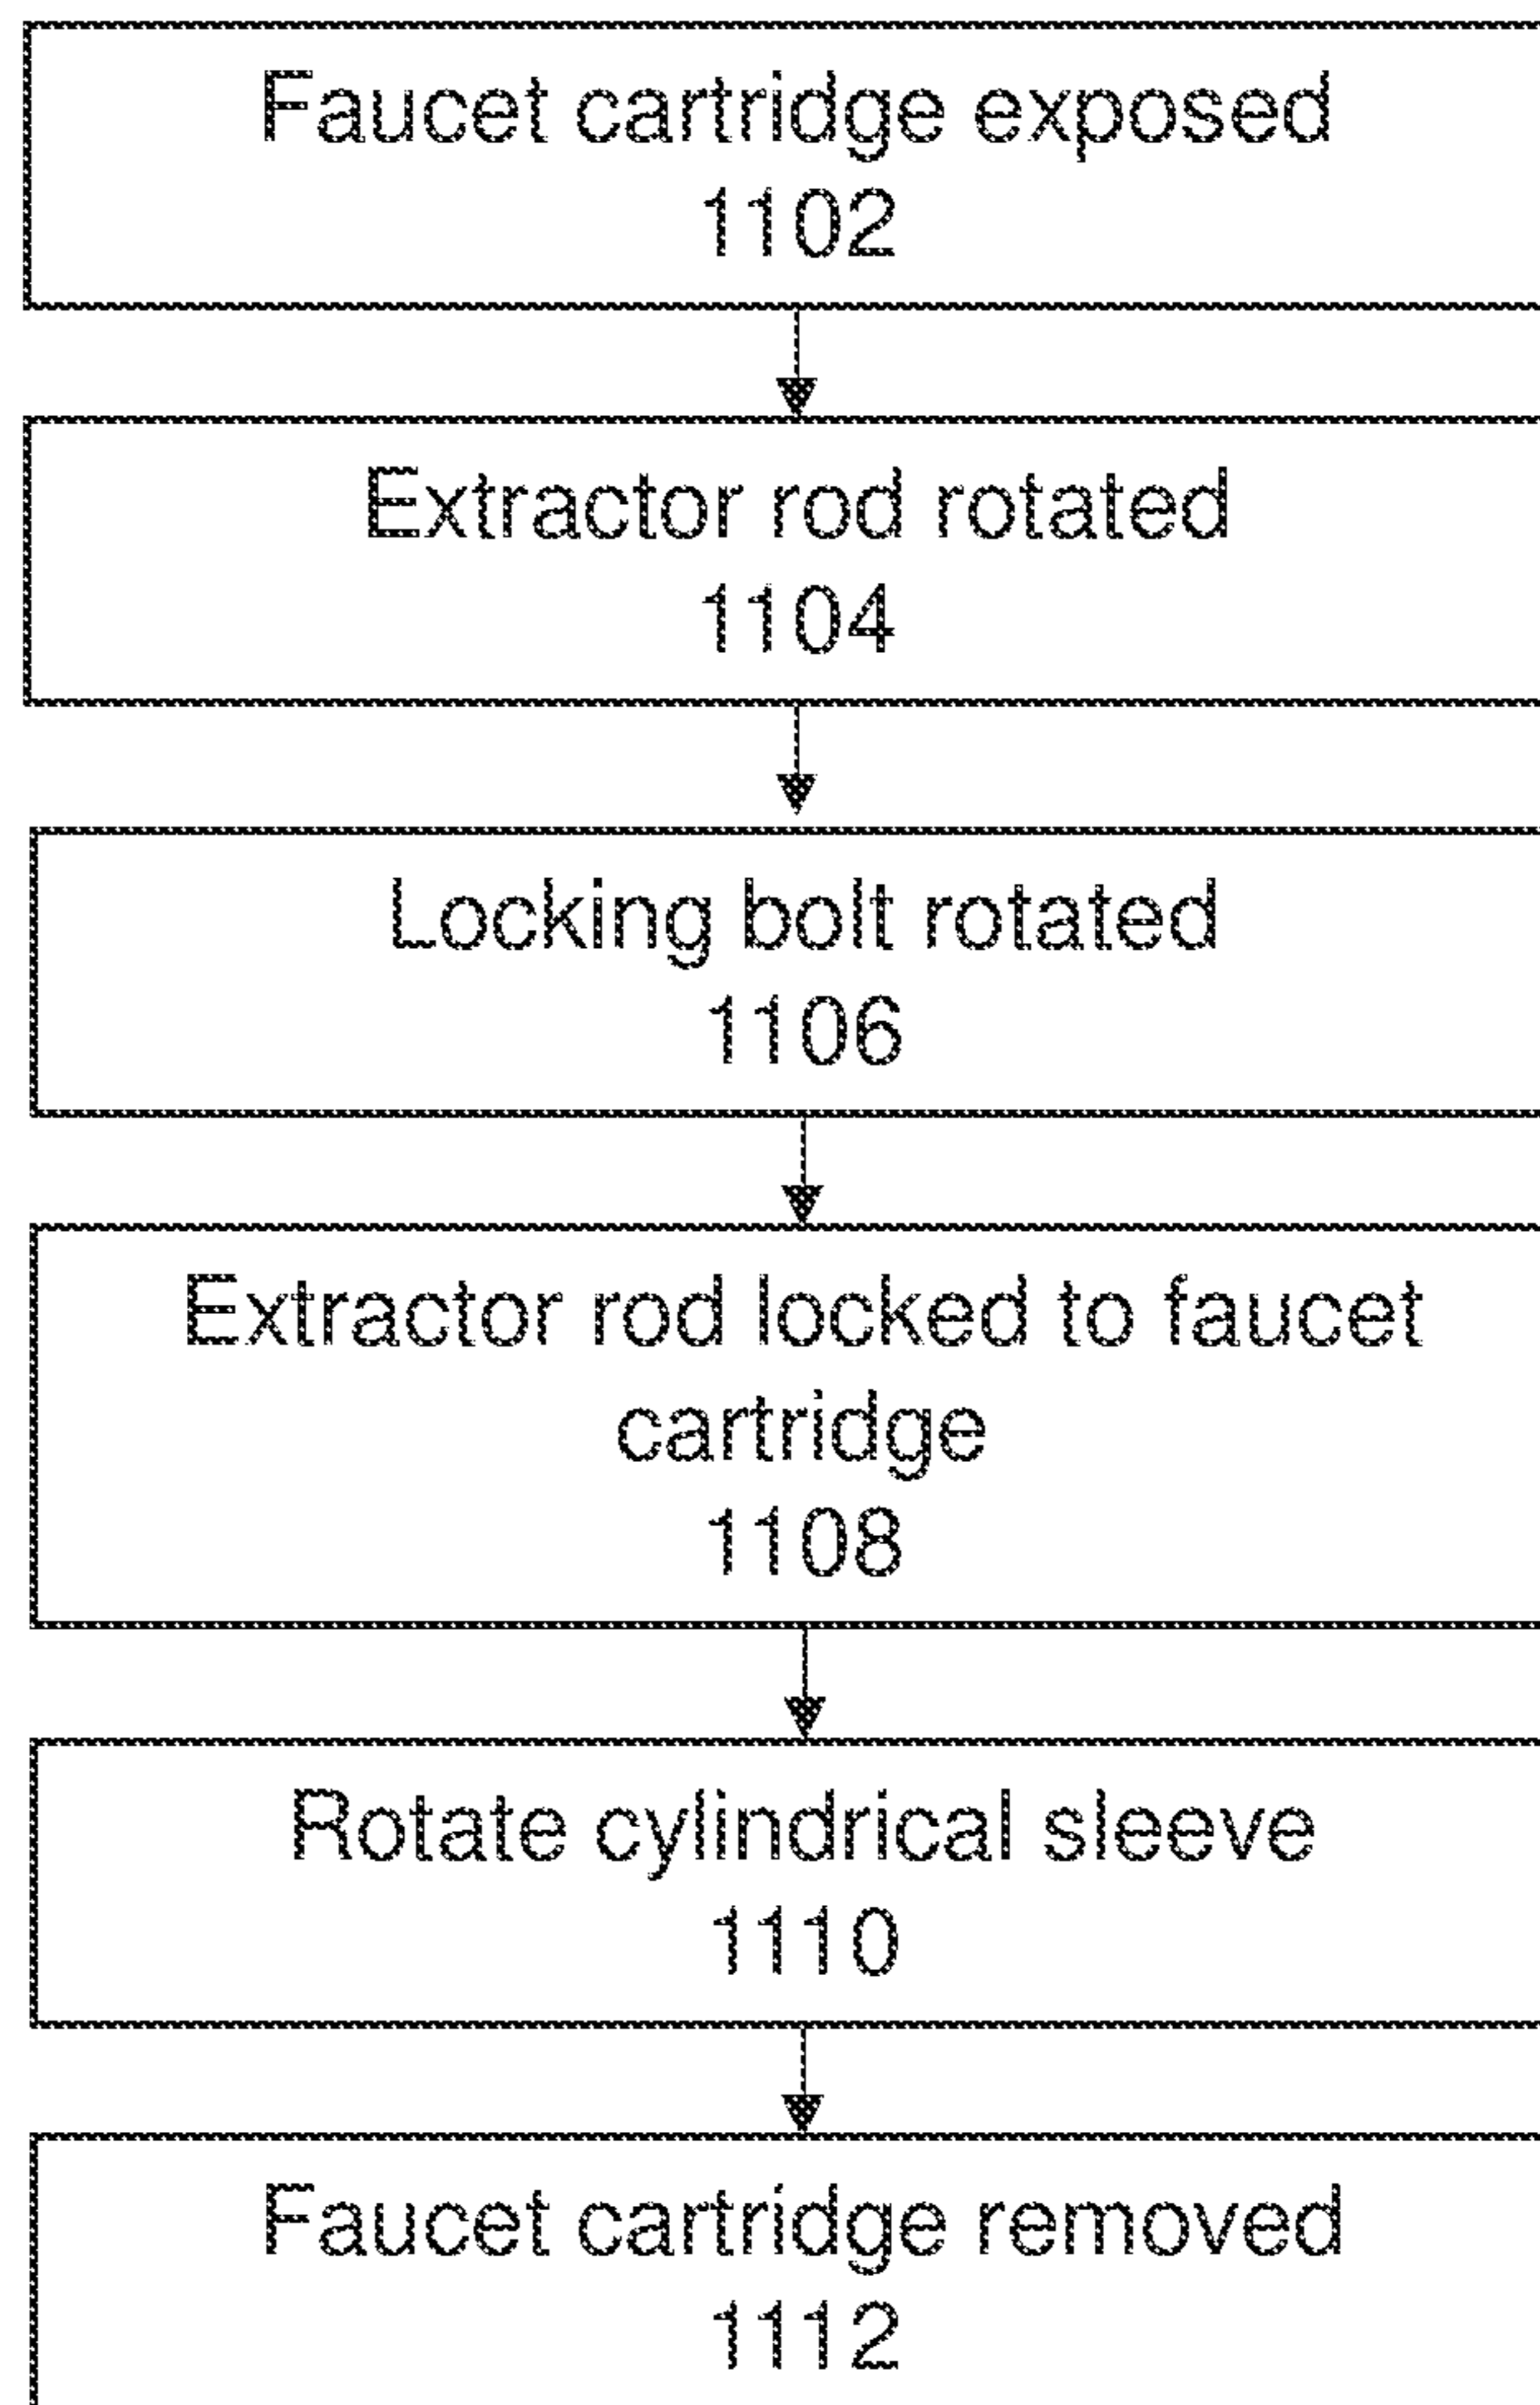 Faucet cartridge exposed
1102
Extractor rod rotated
1104
Locking bolt rotated
1106
Extractor rod locked to faucet
cartridge
1108
Rotate cylindrical sleeve
1110
Faucet cartridge removed
1112